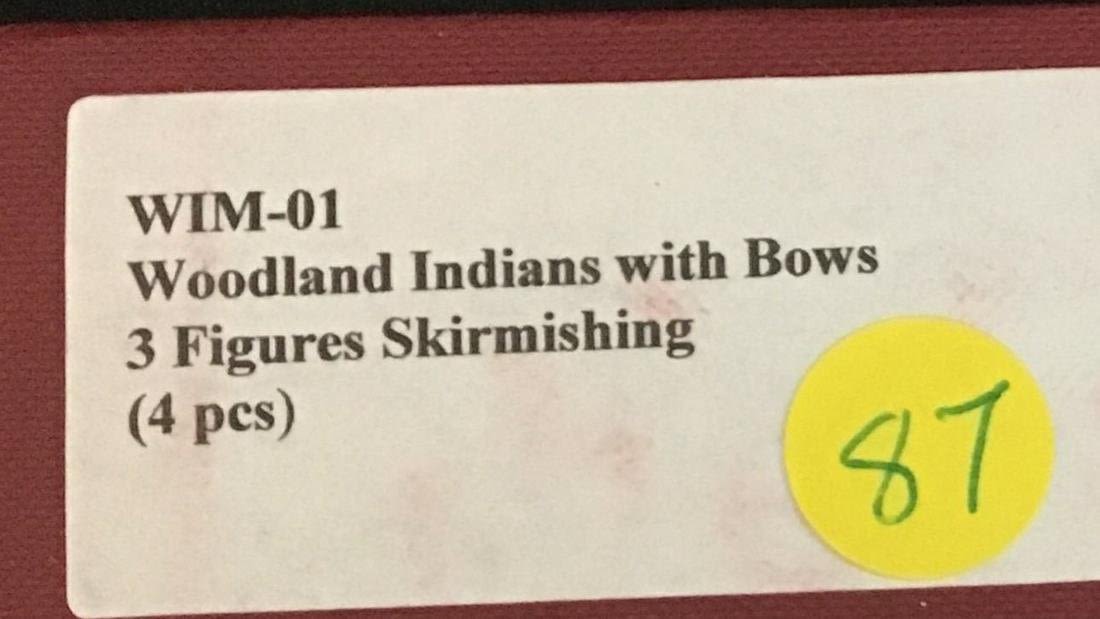 WIM-01
Woodland Indians with Bows
3 Figures Skirmishing
(4 pcs)
87